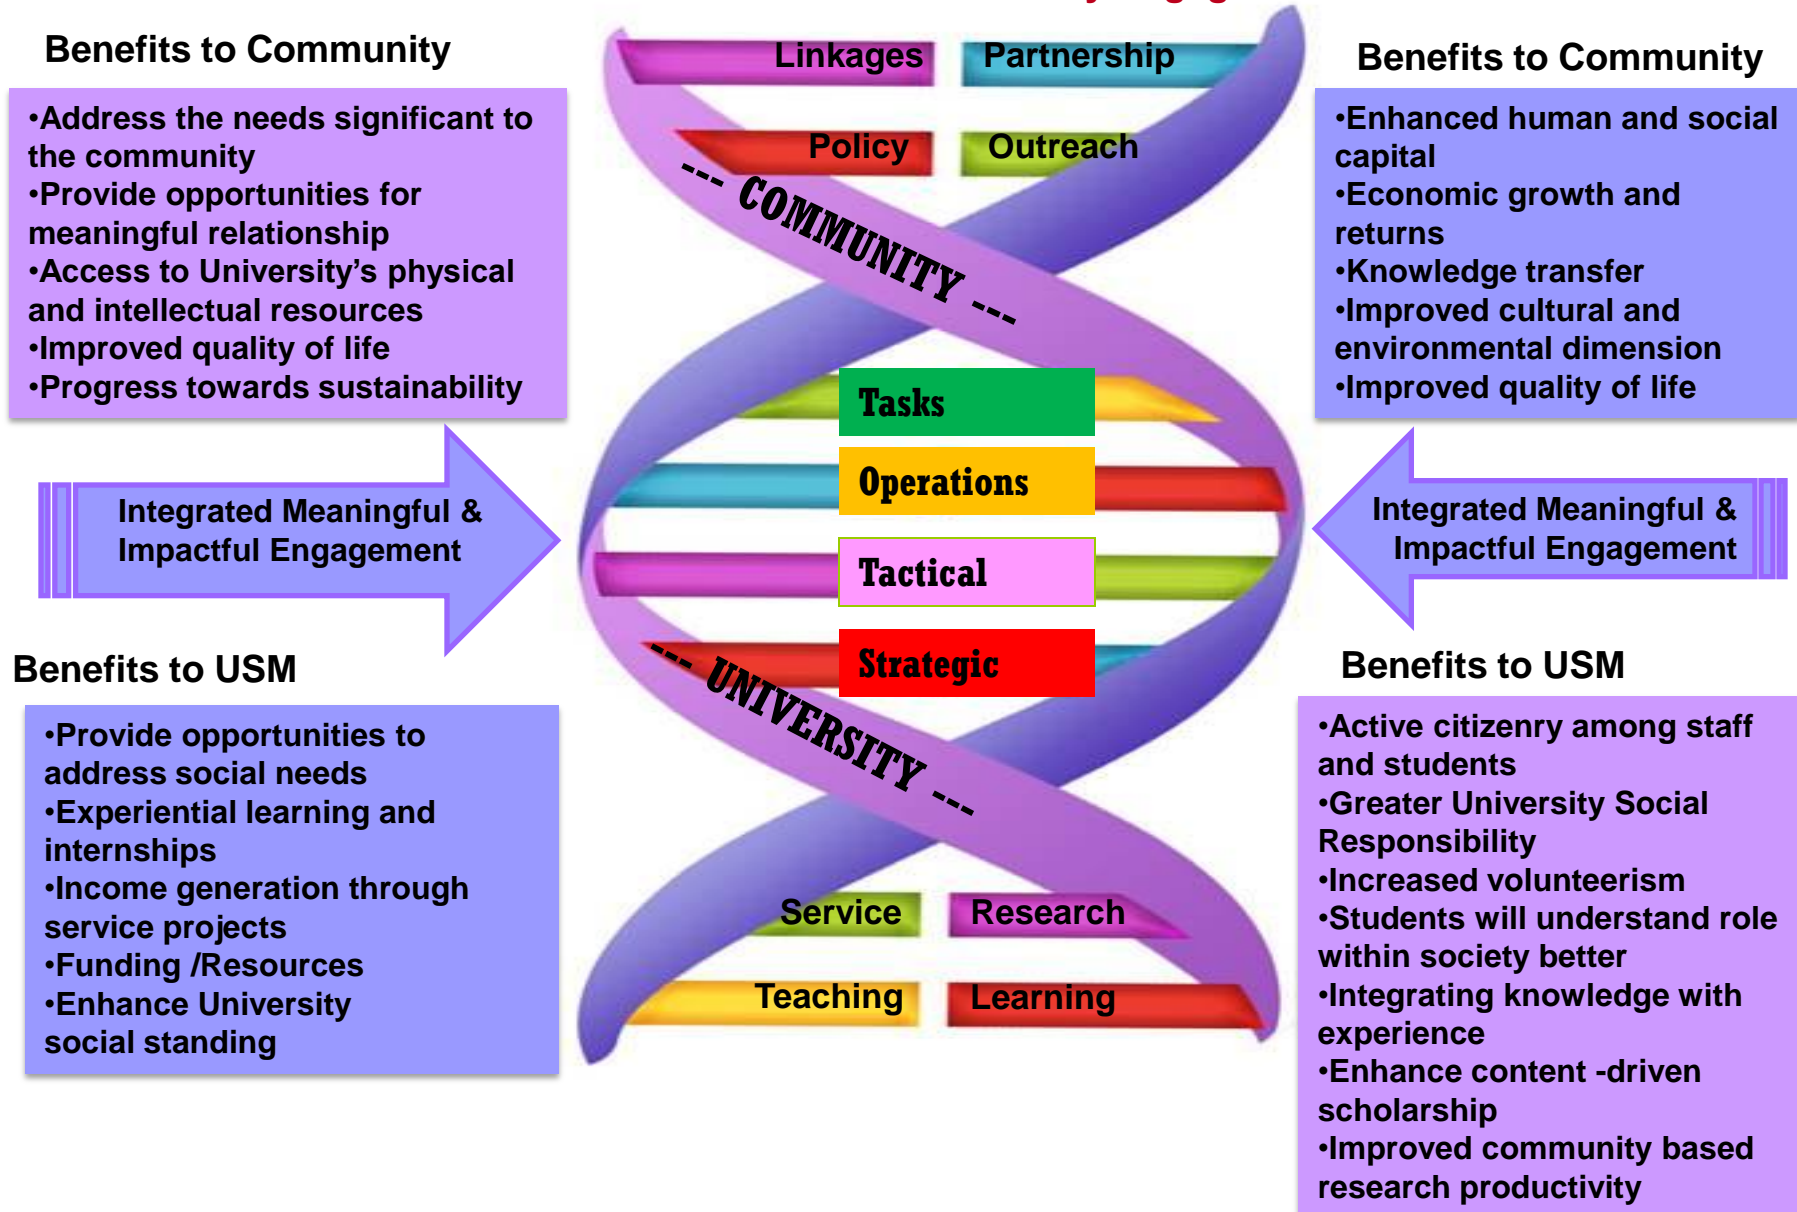 Benefits to Community
•Address the needs significant to
the community
•Provide opportunities for
meaningful relationship
•Access to University’s physical
and intellectual resources
•Improved quality of life
•Progress towards sustainability
Integrated Meaningful &
Impactful Engagement
Benefits to USM
•Provide opportunities to
address social needs
•Experiential learning and
internships
•Income generation through
service projects
•Funding /Resources
•Enhance University
social standing
Linkages
Partnership
Policy
Outreach
--- COMMUNITY ---
Tasks
Operations
Tactical
Strategic
--- UNIVERSITY ---
Service
Research
Teaching
Learning
Benefits to Community
•Enhanced human and social
capital
•Economic growth and
returns
•Knowledge transfer
•Improved cultural and
environmental dimension
•Improved quality of life
Integrated Meaningful &
Impactful Engagement
Benefits to USM
•Active citizenry among staff
and students
•Greater University Social
Responsibility
•Increased volunteerism
•Students will understand role
within society better
•Integrating knowledge with
experience
•Enhance content -driven
scholarship
•Improved community based
research productivity